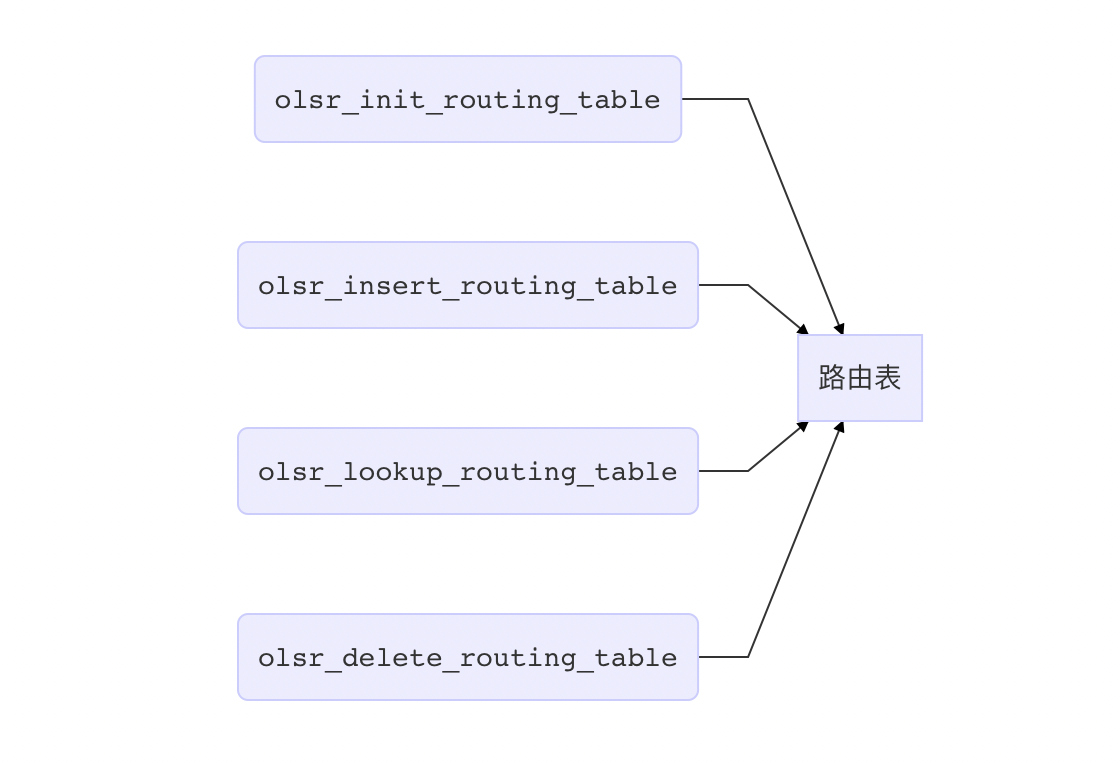 olsr_init_routing_table
olsr_insert_routing_table
路由表
olsr_lookup_routing_table
olsr_delete_routing_table